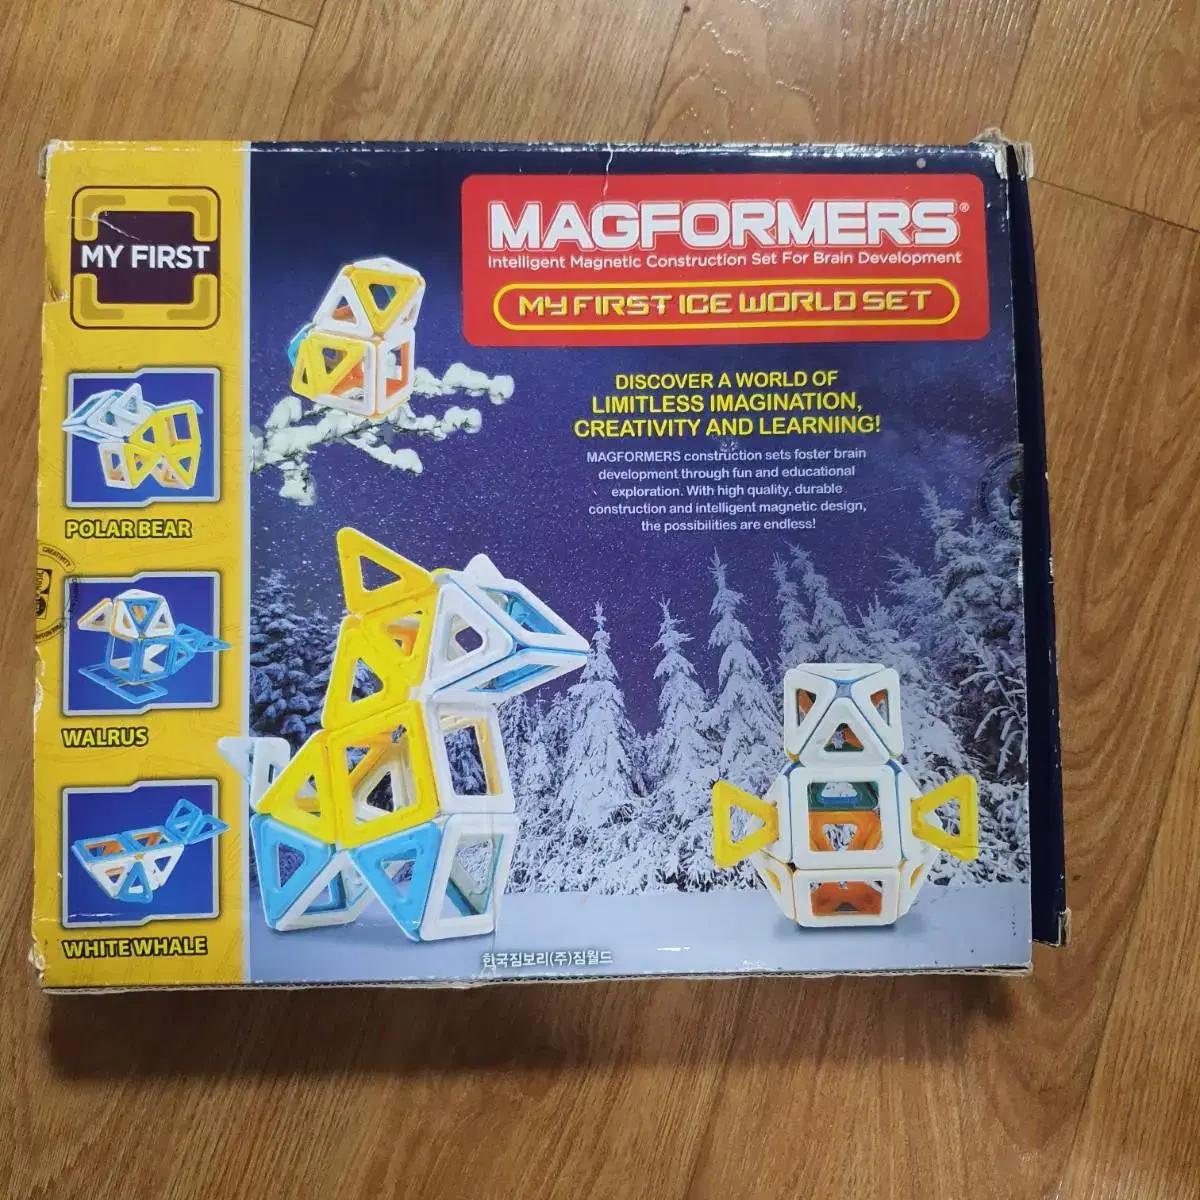 MY FIRST
MAGFORMERS®
Intelligent Magnetic Construction Set For Brain Development
MY FIRST ICE WORLD SET
DISCOVER A WORLD OF
LIMITLESS IMAGINATION,
CREATIVITY AND LEARNING!
MAGFORMERS construction sets foster brain
development through fun and educational
exploration. With high quality, durable
construction and intelligent magnetic design,
the possibilities are endless!
POLAR BEAR
WALRUS
WHITE WHALE
한국짐보리(주)짐월드
CREATIVITY